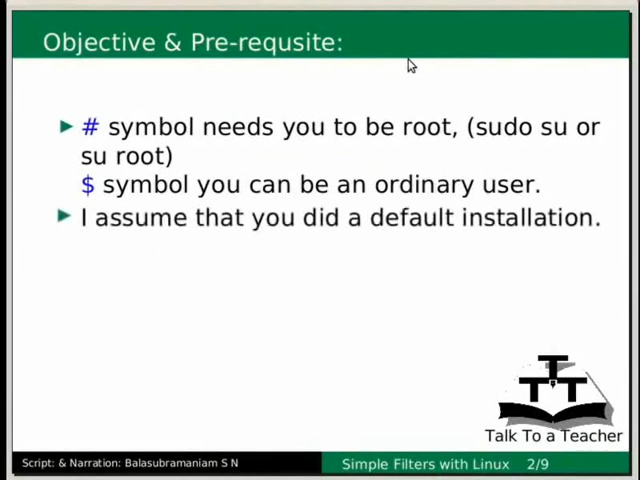 Objective & Pre-requsite:
# symbol needs you to be root, (sudo su or
su root)
$ symbol you can be an ordinary user.
I assume that you did a default installation.
TTT
Talk To a Teacher
Script: & Narration: Balasubramaniam S N
Simple Filters with Linux 2/9